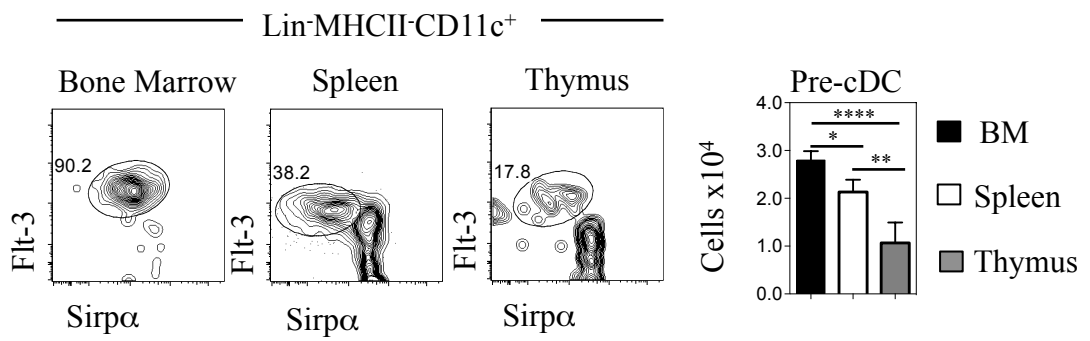 Lin⁻MHCII⁻CD11c⁺
Bone Marrow
Spleen
Thymus
90.2
38.2
17.8
Flt-3
Flt-3
Flt-3
Sirpα
Sirpα
Sirpα
Pre-cDC
Cells x10⁴
4.0
3.0
2.0
1.0
0.0
****
*
**
BM
Spleen
Thymus